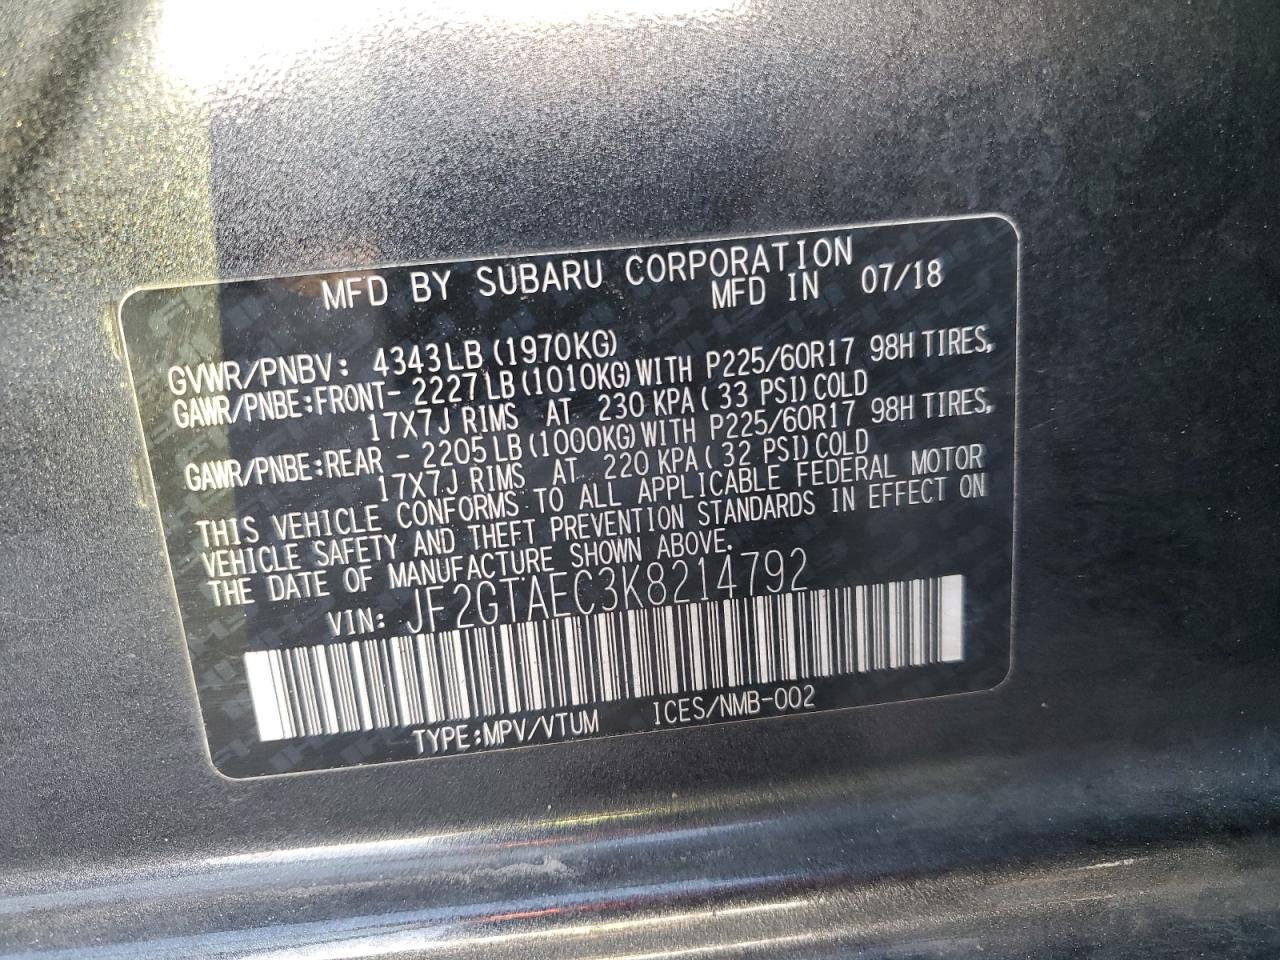 MFD BY SUBARU CORPORATION
MFD IN 07/18
GVWR/PNBV: 4343LB (1970KG)
GAWR/PNBE:FRONT- 2227LB (1010KG) WITH P225/60R17 98H TIRES,
17X7J RIMS AT 230 KPA ( 33 PSI) COLD
GAWR/PNBE:REAR - 2205LB (1000KG) WITH P225/60R17 98H TIRES,
17X7J RIMS AT 220 KPA ( 32 PSI) COLD
THIS VEHICLE CONFORMS TO ALL APPLICABLE FEDERAL MOTOR
VEHICLE SAFETY AND THEFT PREVENTION STANDARDS IN EFFECT ON
THE DATE OF MANUFACTURE SHOWN ABOVE.
VIN: JF2GTAEC3K8214792
TYPE:MPV/VTUM ICES/NMB-002